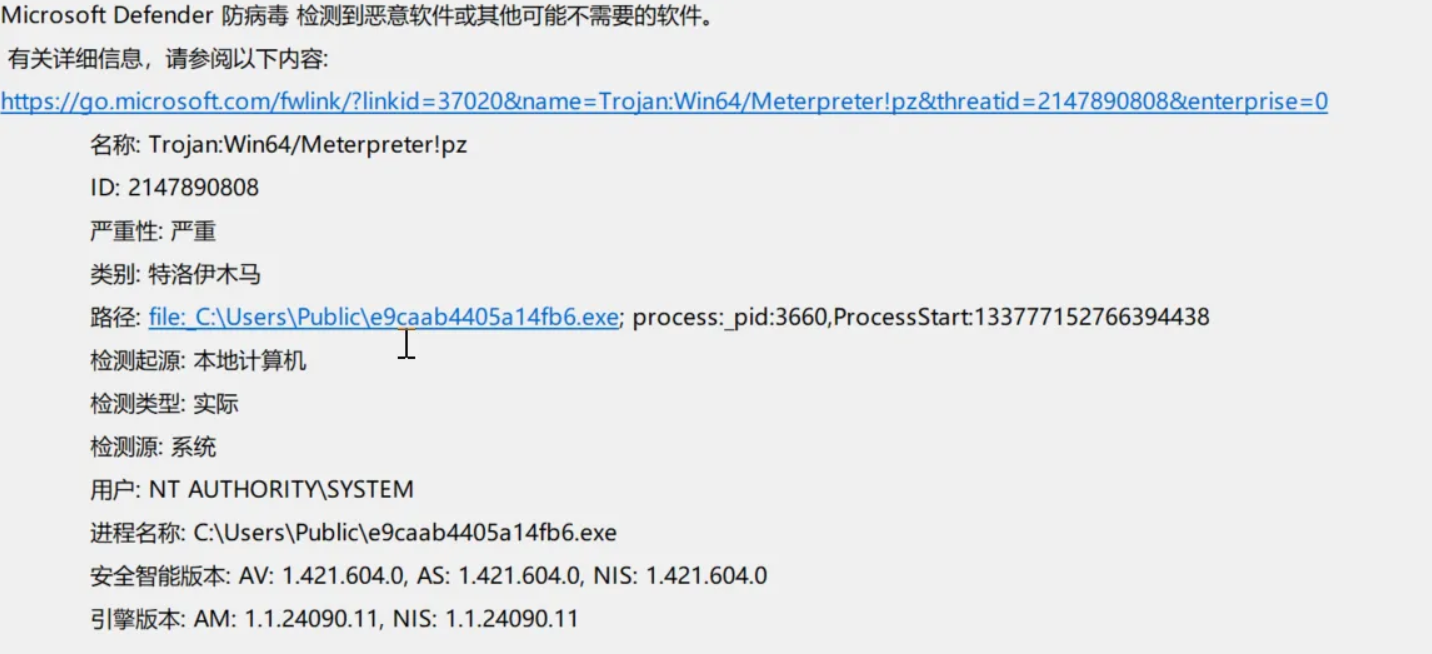 Microsoft Defender 防病毒 检测到恶意软件或其他可能不需要的软件。
有关详细信息，请参阅以下内容:
https://go.microsoft.com/fwlink/?linkid=37020&name=Trojan:Win64/Meterpreter!pz&threatid=2147890808&enterprise=0
名称: Trojan:Win64/Meterpreter!pz
ID: 2147890808
严重性: 严重
类别: 特洛伊木马
路径: file:_C:\Users\Public\e9caab4405a14fb6.exe; process:_pid:3660,ProcessStart:133777152766394438
检测起源: 本地计算机
检测类型: 实际
检测源: 系统
用户: NT AUTHORITY\SYSTEM
进程名称: C:\Users\Public\e9caab4405a14fb6.exe
安全智能版本: AV: 1.421.604.0, AS: 1.421.604.0, NIS: 1.421.604.0
引擎版本: AM: 1.1.24090.11, NIS: 1.1.24090.11